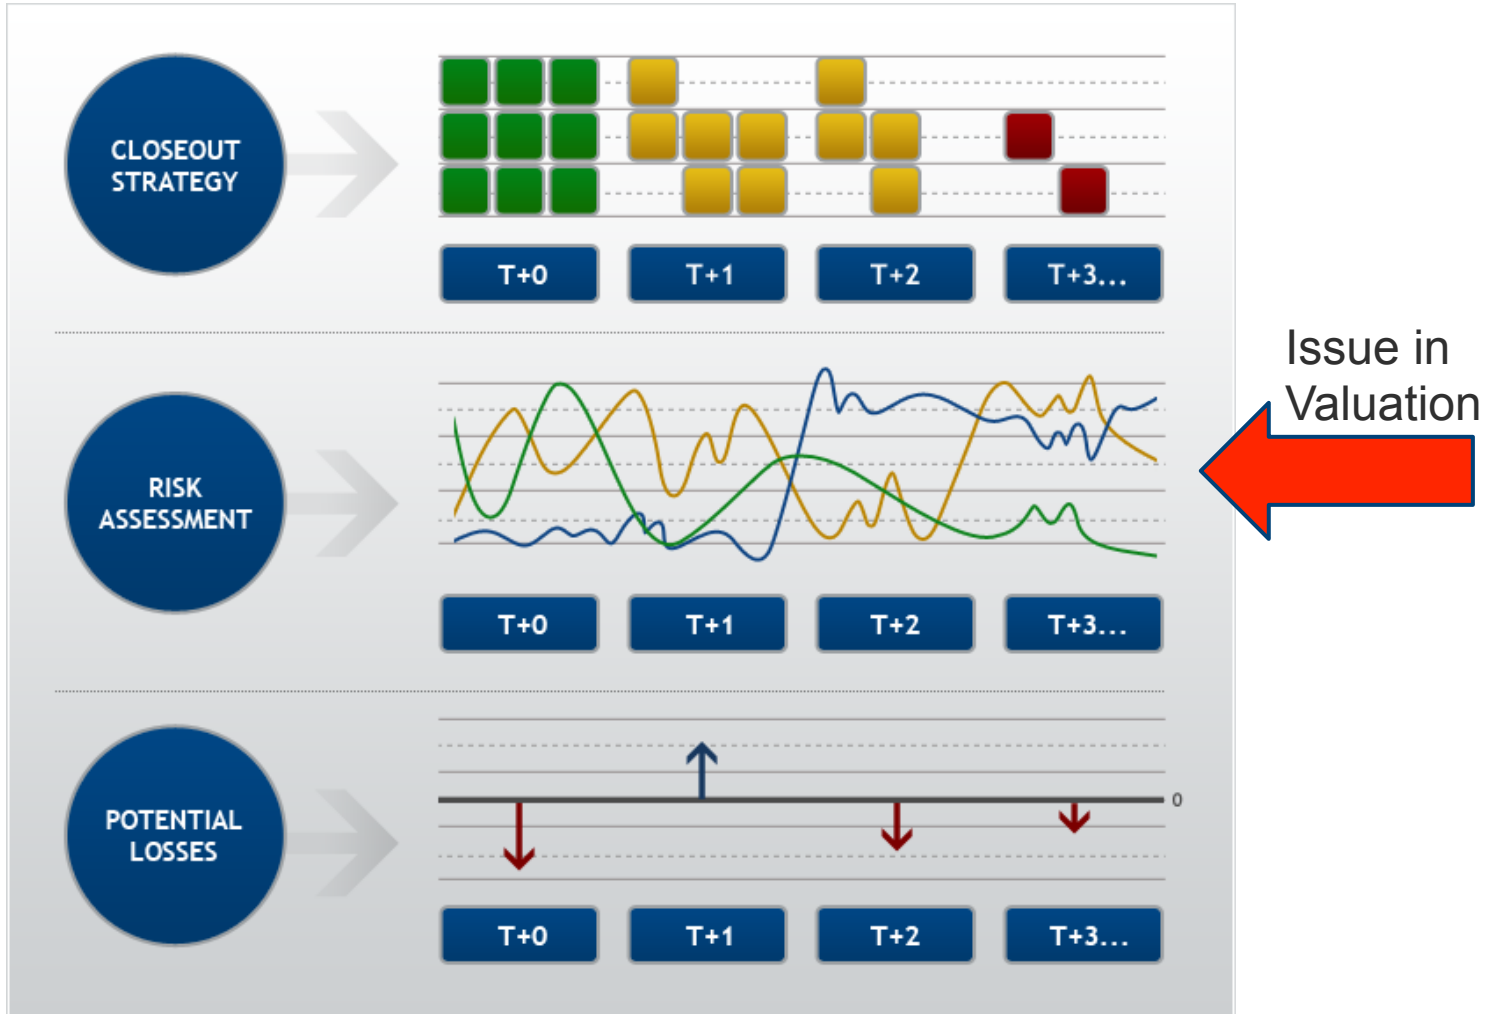 CLOSEOUT
STRATEGY
T+0 T+1 T+2 T+3...
Issue in
Valuation
RISK
ASSESSMENT
T+0 T+1 T+2 T+3...
POTENTIAL
LOSSES
0
T+0 T+1 T+2 T+3...